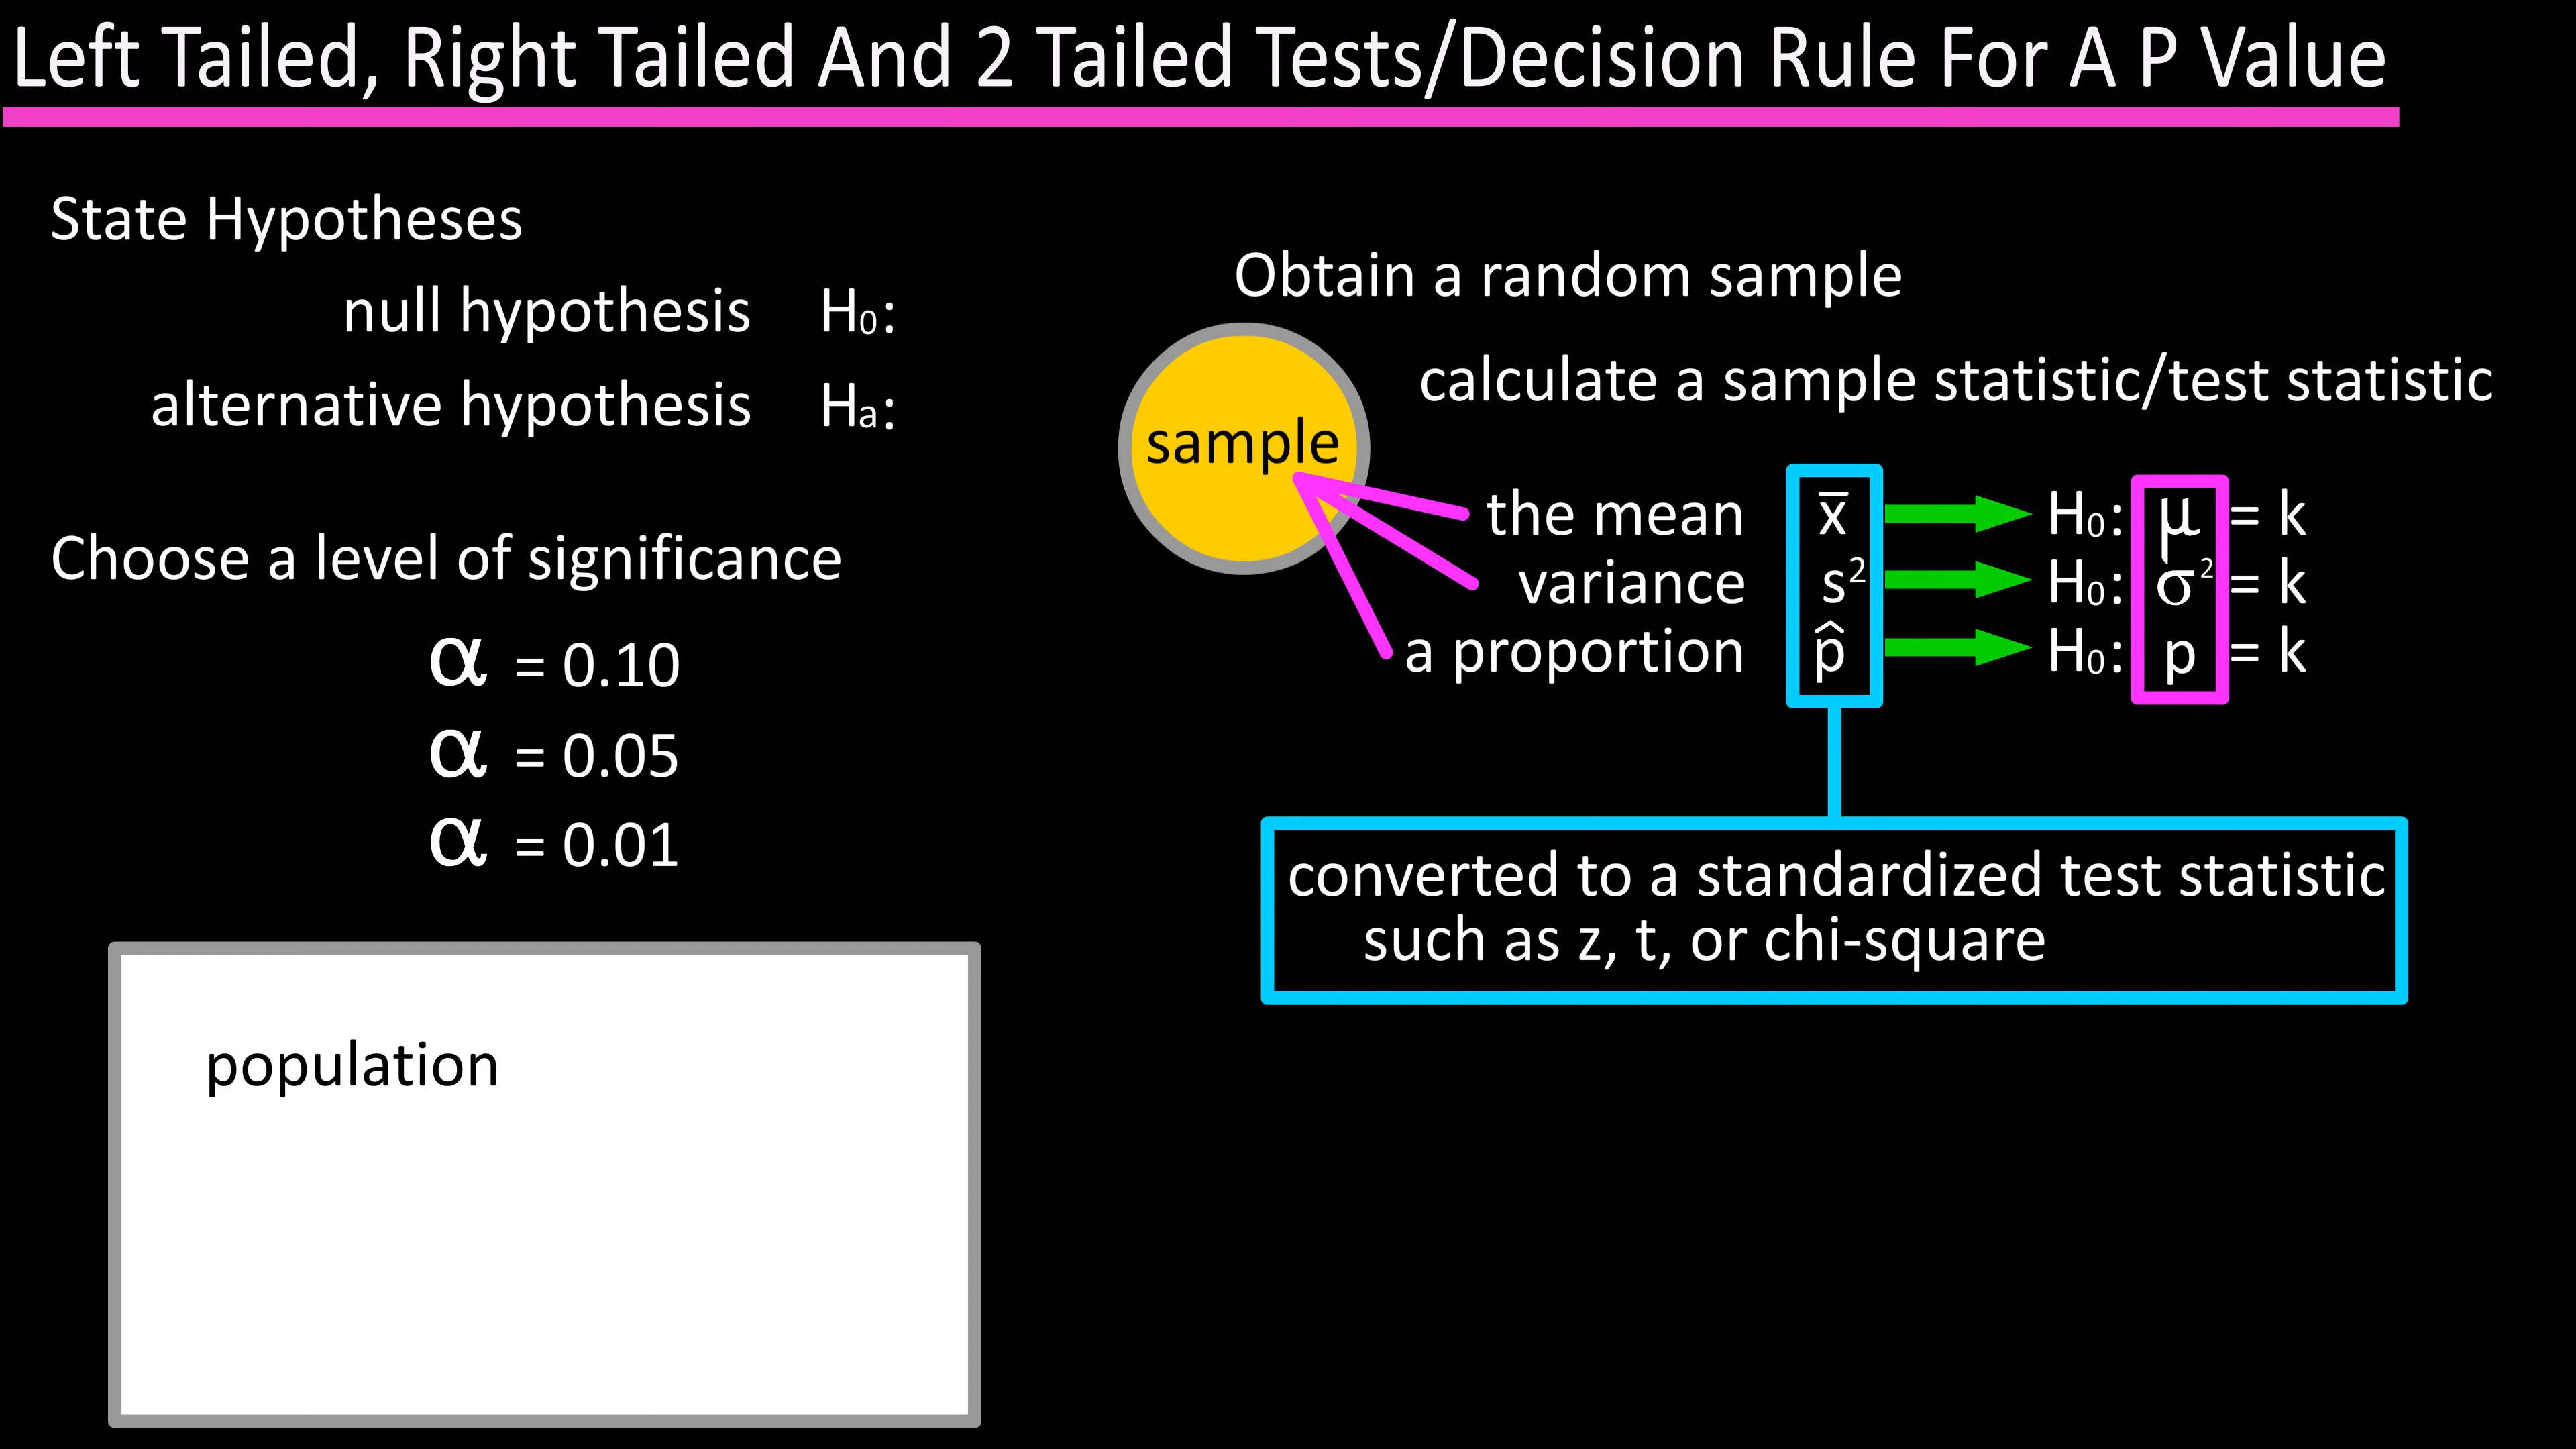 Left Tailed, Right Tailed And 2 Tailed Tests/Decision Rule For A P Value
State Hypotheses
null hypothesis H₀:
alternative hypothesis Hₐ:
Choose a level of significance
α = 0.10
α = 0.05
α = 0.01
population
Obtain a random sample
sample
calculate a sample statistic/test statistic
the mean x̄ H₀: μ = k
variance s² H₀: σ² = k
a proportion p̂ H₀: p = k
converted to a standardized test statistic
such as z, t, or chi-square